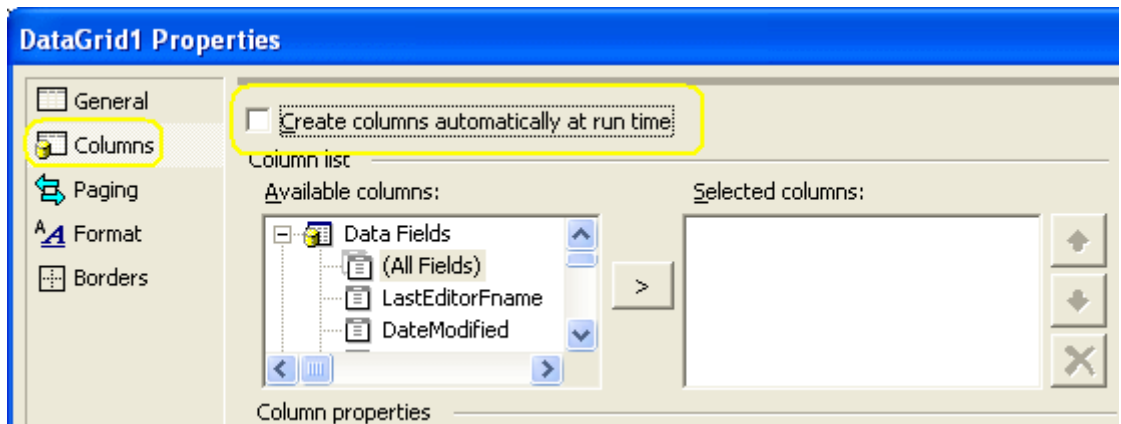 DataGrid1 Properties
General
Columns
Paging
Format
Borders
Create columns automatically at run time
Column list
Available columns:
Selected columns:
Data Fields
(All Fields)
LastEditorFname
DateModified
>
Column properties